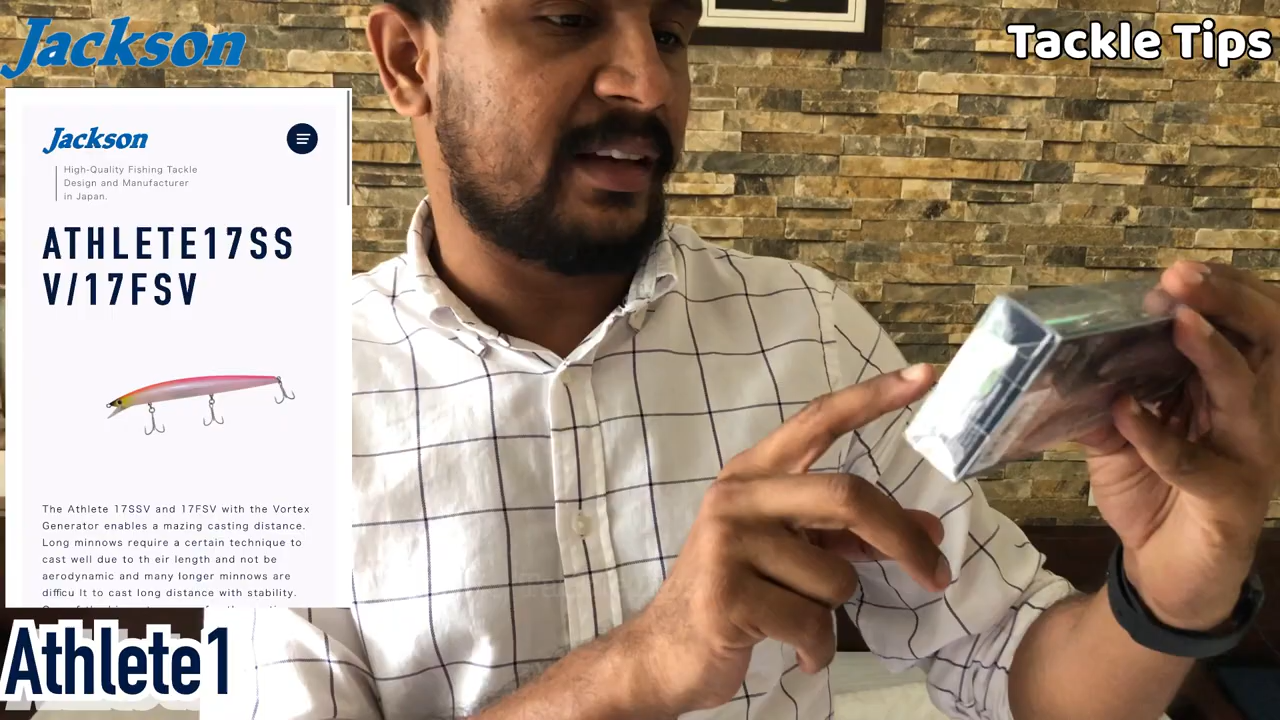 Jackson
Tackle Tips
Jackson
High-Quality Fishing Tackle
Design and Manufacturer
in Japan.
ATHLETE17SS
V/17FSV
The Athlete 17SSV and 17FSV with the Vortex
Generator enables a mazing casting distance.
Long minnows require a certain technique to
cast well due to th eir length and not be
aerodynamic and many longer minnows are
difficu lt to cast long distance with stability.
Athlete1